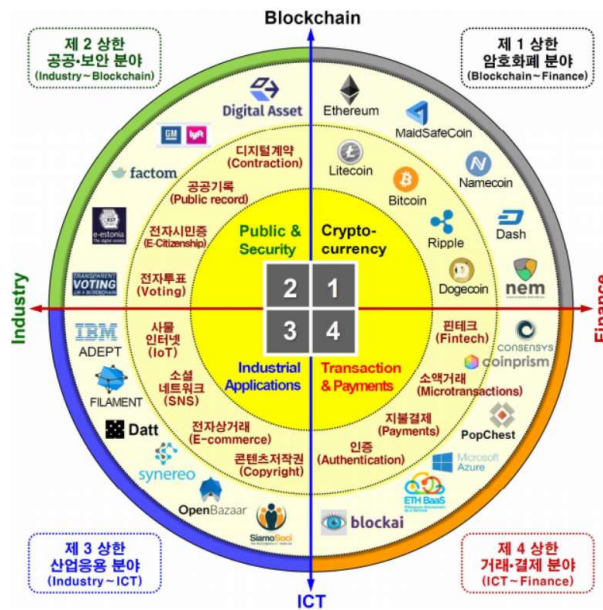 Blockchain
제 2 상한
공공·보안 분야
(Industry~Blockchain)
제 1 상한
암호화폐 분야
(Blockchain~Finance)
Digital Asset
Ethereum
GM
lyft
MaidSafeCoin
디지털계약
(Contraction)
Litecoin
factom
Namecoin
공공기록
(Public record)
Bitcoin
e-estonia
The digital society
전자시민증
(E-Citizenship)
Public &
Security
Crypto-
currency
Ripple
Dash
TRANSPARENT
VOTING
전자투표
(Voting)
2
1
Dogecoin
nem
Industry
Finance
IBM
ADEPT
사물
인터넷
(IoT)
3
4
핀테크
(Fintech)
CONSENSYS
coinprism
FILAMENT
소셜
네트워크
(SNS)
Industrial
Applications
Transaction
& Payments
소액거래
(Microtransactions)
Datt
전자상거래
(E-commerce)
지불결제
(Payments)
PopChest
synereo
콘텐츠저작권
(Copyright)
인증
(Authentication)
Microsoft
Azure
OpenBazaar
ETH BaaS
SiamoSoci
blockai
제 3 상한
산업응용 분야
(Industry~ICT)
제 4 상한
거래·결제 분야
(ICT~Finance)
ICT